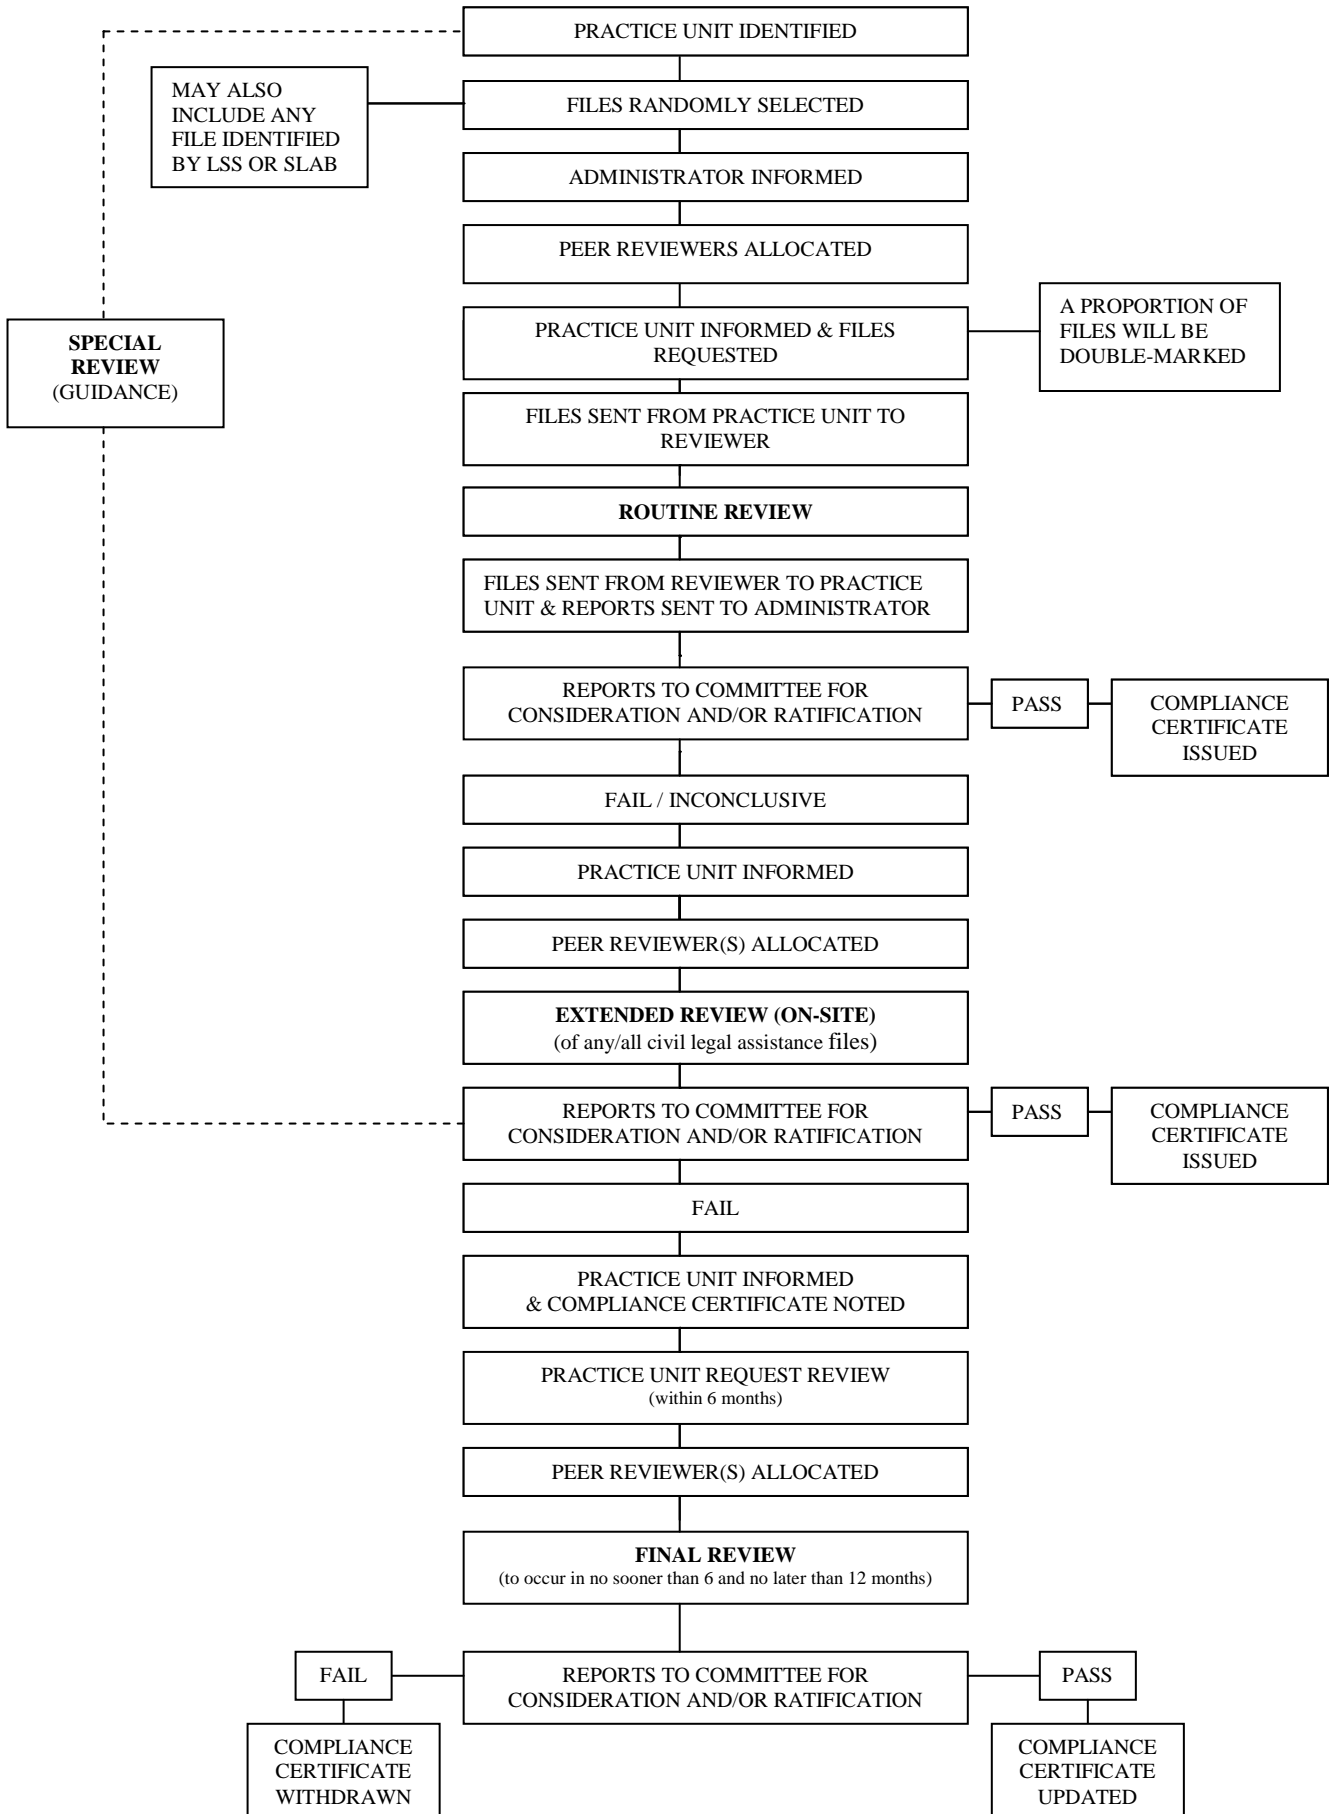 PRACTICE UNIT IDENTIFIED
MAY ALSO
INCLUDE ANY
FILE IDENTIFIED
BY LSS OR SLAB
FILES RANDOMLY SELECTED
ADMINISTRATOR INFORMED
PEER REVIEWERS ALLOCATED
PRACTICE UNIT INFORMED & FILES
REQUESTED
A PROPORTION OF
FILES WILL BE
DOUBLE-MARKED
SPECIAL
REVIEW
(GUIDANCE)
FILES SENT FROM PRACTICE UNIT TO
REVIEWER
ROUTINE REVIEW
FILES SENT FROM REVIEWER TO PRACTICE
UNIT & REPORTS SENT TO ADMINISTRATOR
REPORTS TO COMMITTEE FOR
CONSIDERATION AND/OR RATIFICATION
PASS
COMPLIANCE
CERTIFICATE
ISSUED
FAIL / INCONCLUSIVE
PRACTICE UNIT INFORMED
PEER REVIEWER(S) ALLOCATED
EXTENDED REVIEW (ON-SITE)
(of any/all civil legal assistance files)
REPORTS TO COMMITTEE FOR
CONSIDERATION AND/OR RATIFICATION
PASS
COMPLIANCE
CERTIFICATE
ISSUED
FAIL
PRACTICE UNIT INFORMED
& COMPLIANCE CERTIFICATE NOTED
PRACTICE UNIT REQUEST REVIEW
(within 6 months)
PEER REVIEWER(S) ALLOCATED
FINAL REVIEW
(to occur in no sooner than 6 and no later than 12 months)
FAIL
REPORTS TO COMMITTEE FOR
CONSIDERATION AND/OR RATIFICATION
PASS
COMPLIANCE
CERTIFICATE
WITHDRAWN
COMPLIANCE
CERTIFICATE
UPDATED